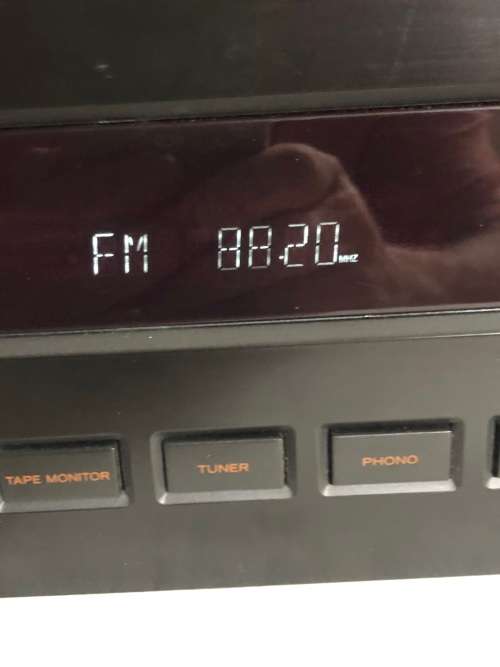 FM 88.20 MHZ
TAPE MONITOR
TUNER
PHONO